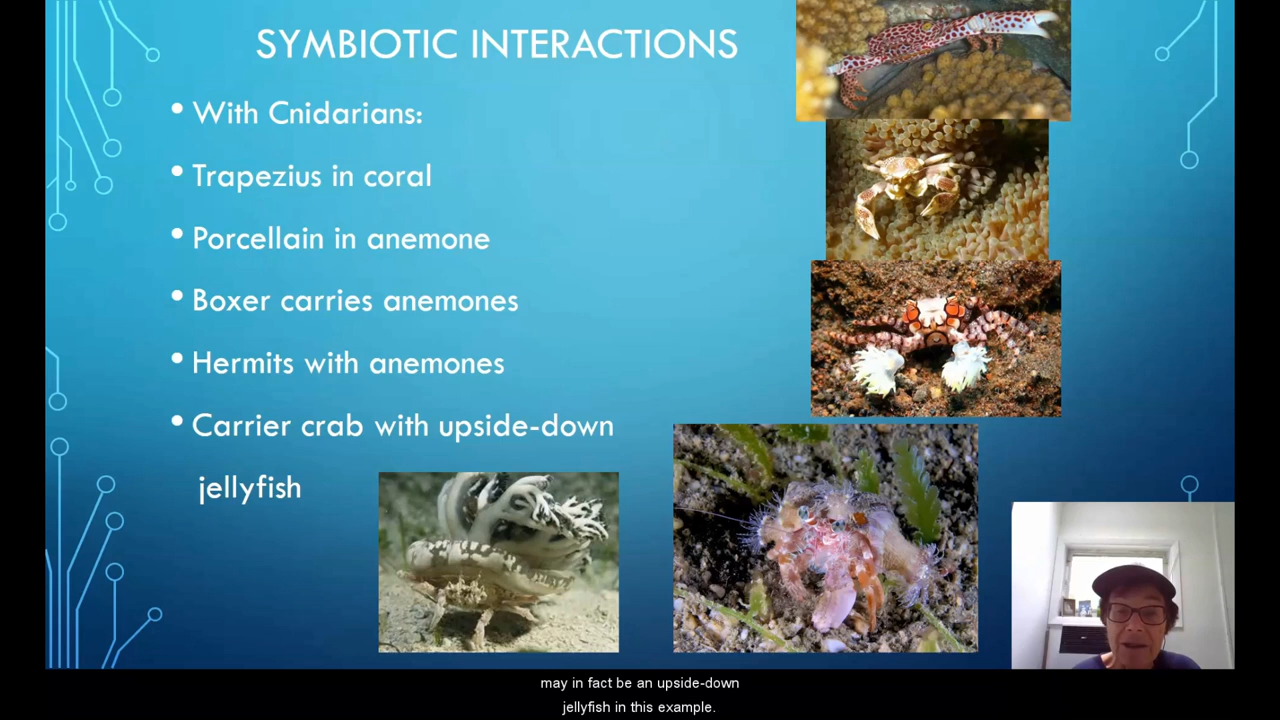 SYMBIOTIC INTERACTIONS
• With Cnidarians:
• Trapezius in coral
• Porcellain in anemone
• Boxer carries anemones
• Hermits with anemones
• Carrier crab with upside-down
jellyfish
may in fact be an upside-down
jellyfish in this example.